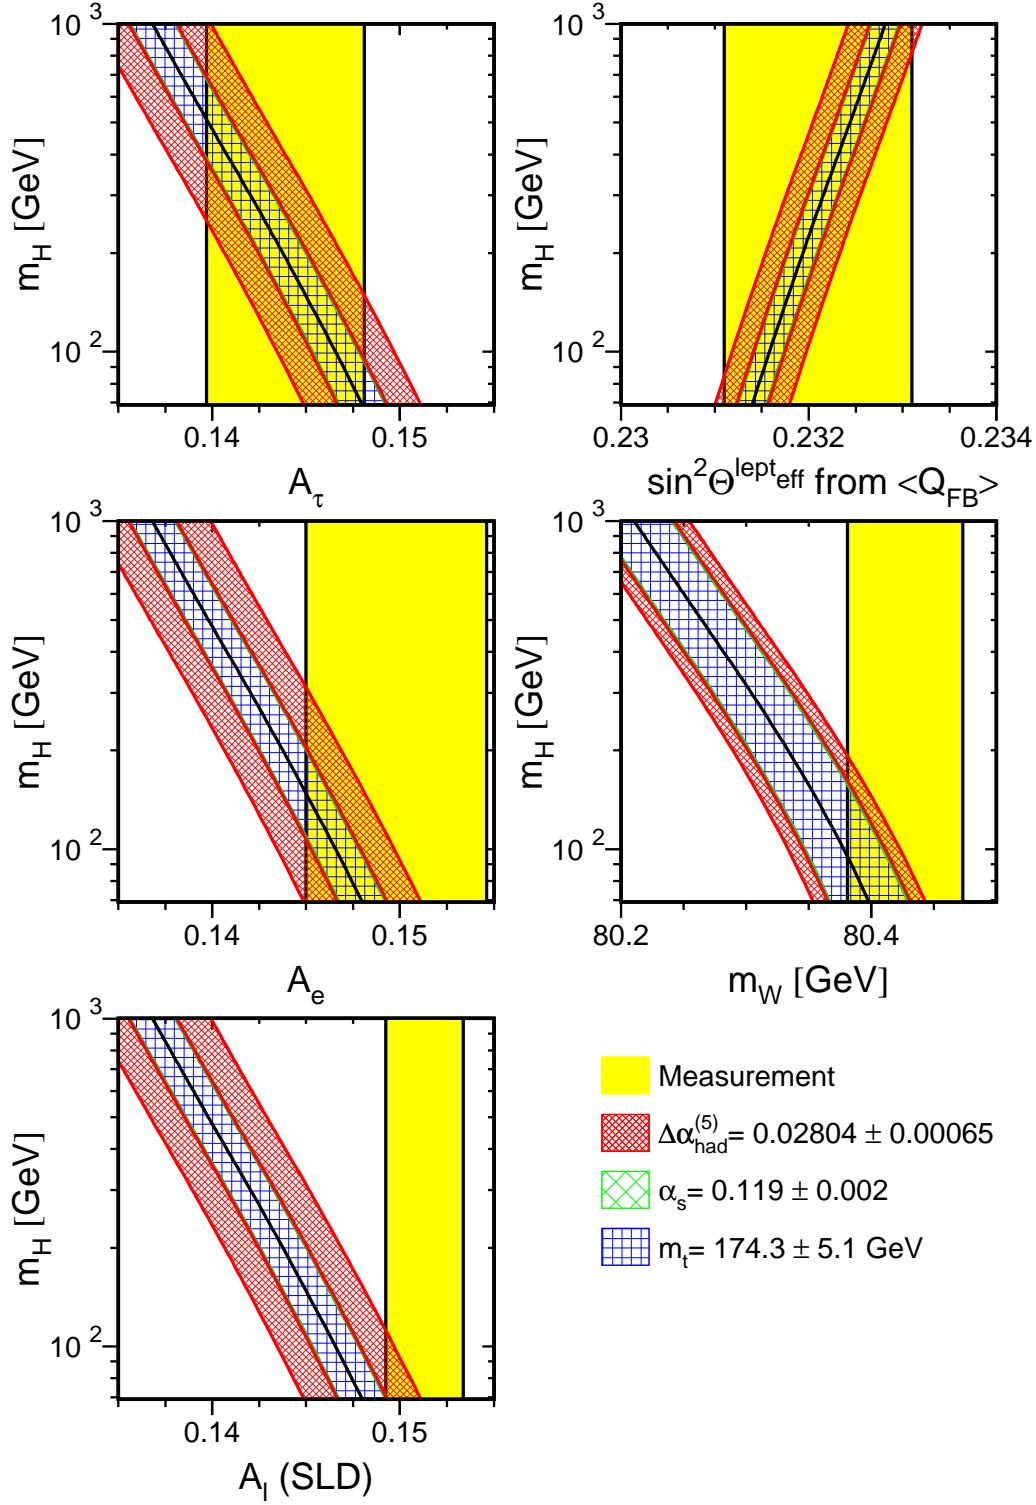 10 3
10 2
m_H [GeV]
0.14 0.15
A_τ
10 3
10 2
m_H [GeV]
0.23 0.232 0.234
sin²Θ^lept_eff from <Q_FB>
10 3
10 2
m_H [GeV]
0.14 0.15
A_e
10 3
10 2
m_H [GeV]
80.2 80.4
m_W [GeV]
10 3
10 2
m_H [GeV]
0.14 0.15
A_l (SLD)
Measurement
Δα_had^(5)= 0.02804 ± 0.00065
α_s= 0.119 ± 0.002
m_t= 174.3 ± 5.1 GeV